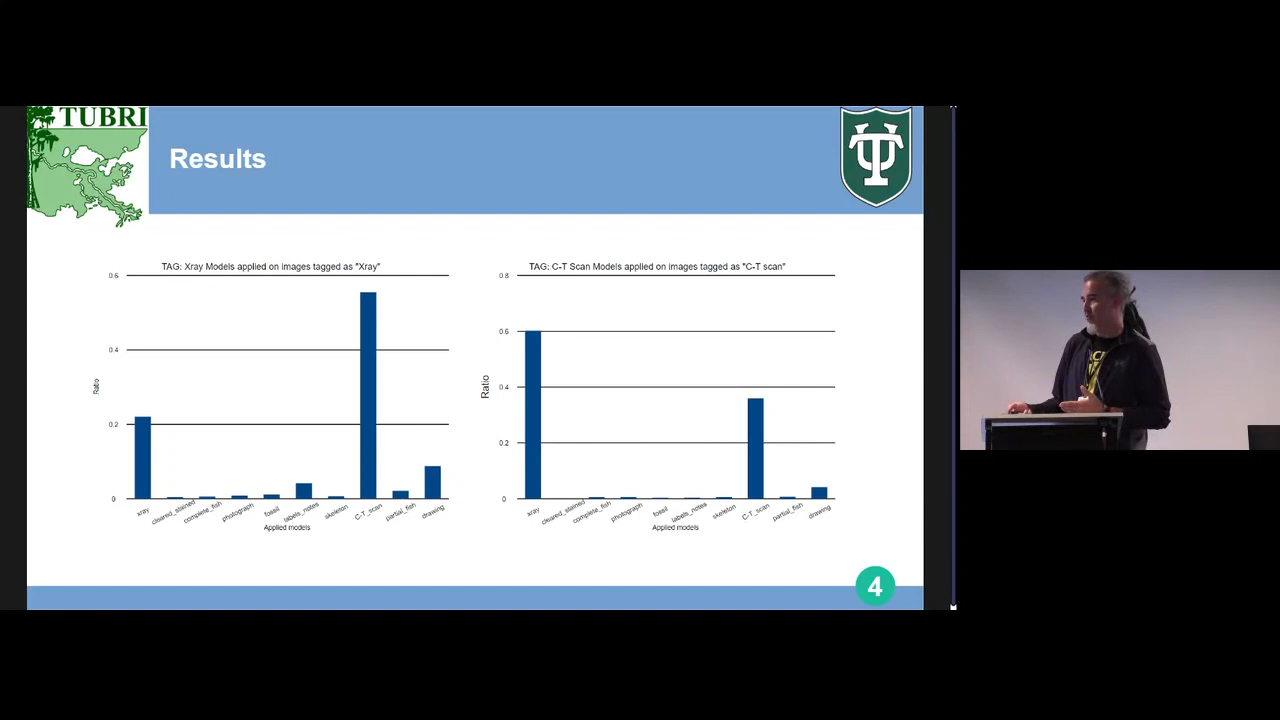 TUBRI
Results
TAG: Xray Models applied on images tagged as "Xray"
0.6
0.4
0.2
0
Ratio
xray
cleared_stained
complete_fish
photograph
fossil
labels_notes
skeleton
C-T_scan
partial_fish
drawing
Applied models
TAG: C-T Scan Models applied on images tagged as "C-T scan"
0.8
0.6
0.4
0.2
0
Ratio
xray
cleared_stained
complete_fish
photograph
fossil
labels_notes
skeleton
C-T_scan
partial_fish
drawing
Applied models
4